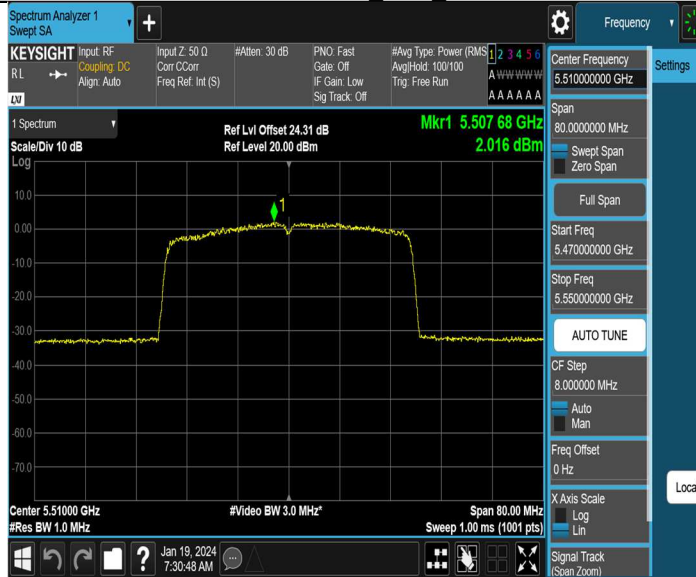 Spectrum Analyzer 1
Swept SA
+
Frequency
KEYSIGHT
RL
LXI
Input: RF
Coupling: DC
Align: Auto
Input Z: 50 Ω
Corr CCorr
Freq Ref: Int (S)
#Atten: 30 dB
PNO: Fast
Gate: Off
IF Gain: Low
Sig Track: Off
#Avg Type: Power (RMS
Avg|Hold: 100/100
Trig: Free Run
1 2 3 4 5 6
A W W W W W
A A A A A A
1 Spectrum
Scale/Div 10 dB
Log
Ref Lvl Offset 24.31 dB
Ref Level 20.00 dBm
Mkr1 5.507 68 GHz
2.016 dBm
1
10.0
0.00
-10.0
-20.0
-30.0
-40.0
-50.0
-60.0
-70.0
Center 5.51000 GHz
#Res BW 1.0 MHz
#Video BW 3.0 MHz*
Span 80.00 MHz
Sweep 1.00 ms (1001 pts)
?
Jan 19, 2024
7:30:48 AM
Center Frequency
5.510000000 GHz
Span
80.0000000 MHz
Swept Span
Zero Span
Full Span
Start Freq
5.470000000 GHz
Stop Freq
5.550000000 GHz
AUTO TUNE
CF Step
8.000000 MHz
Auto
Man
Freq Offset
0 Hz
X Axis Scale
Log
Lin
Signal Track
(Span Zoom)
Settings
Loca